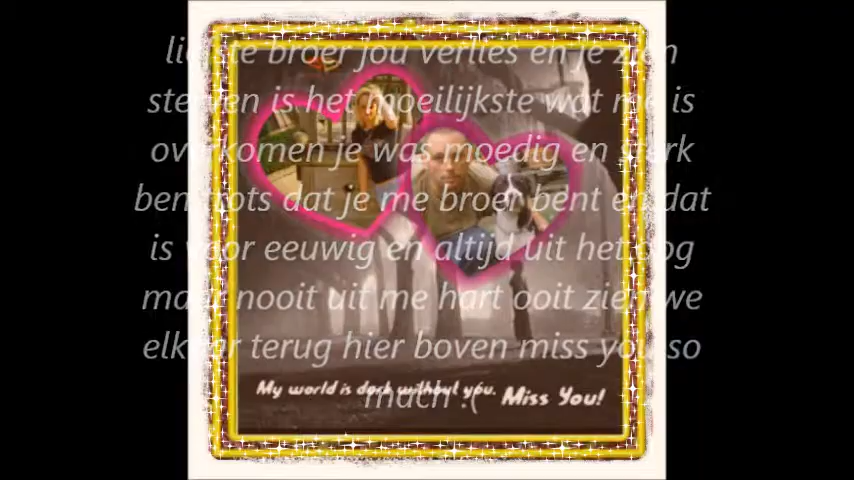 liefste broer jou verlies en je zien
sterven is het moeilijkste wat me is
overkomen je was moedig en sterk
ben trots dat je me broer bent en dat
is voor eeuwig en altijd uit het oog
maar nooit uit me hart ooit zien we
elkaar terug hier boven miss you so
My world is dark without you. Miss You!
mach :(